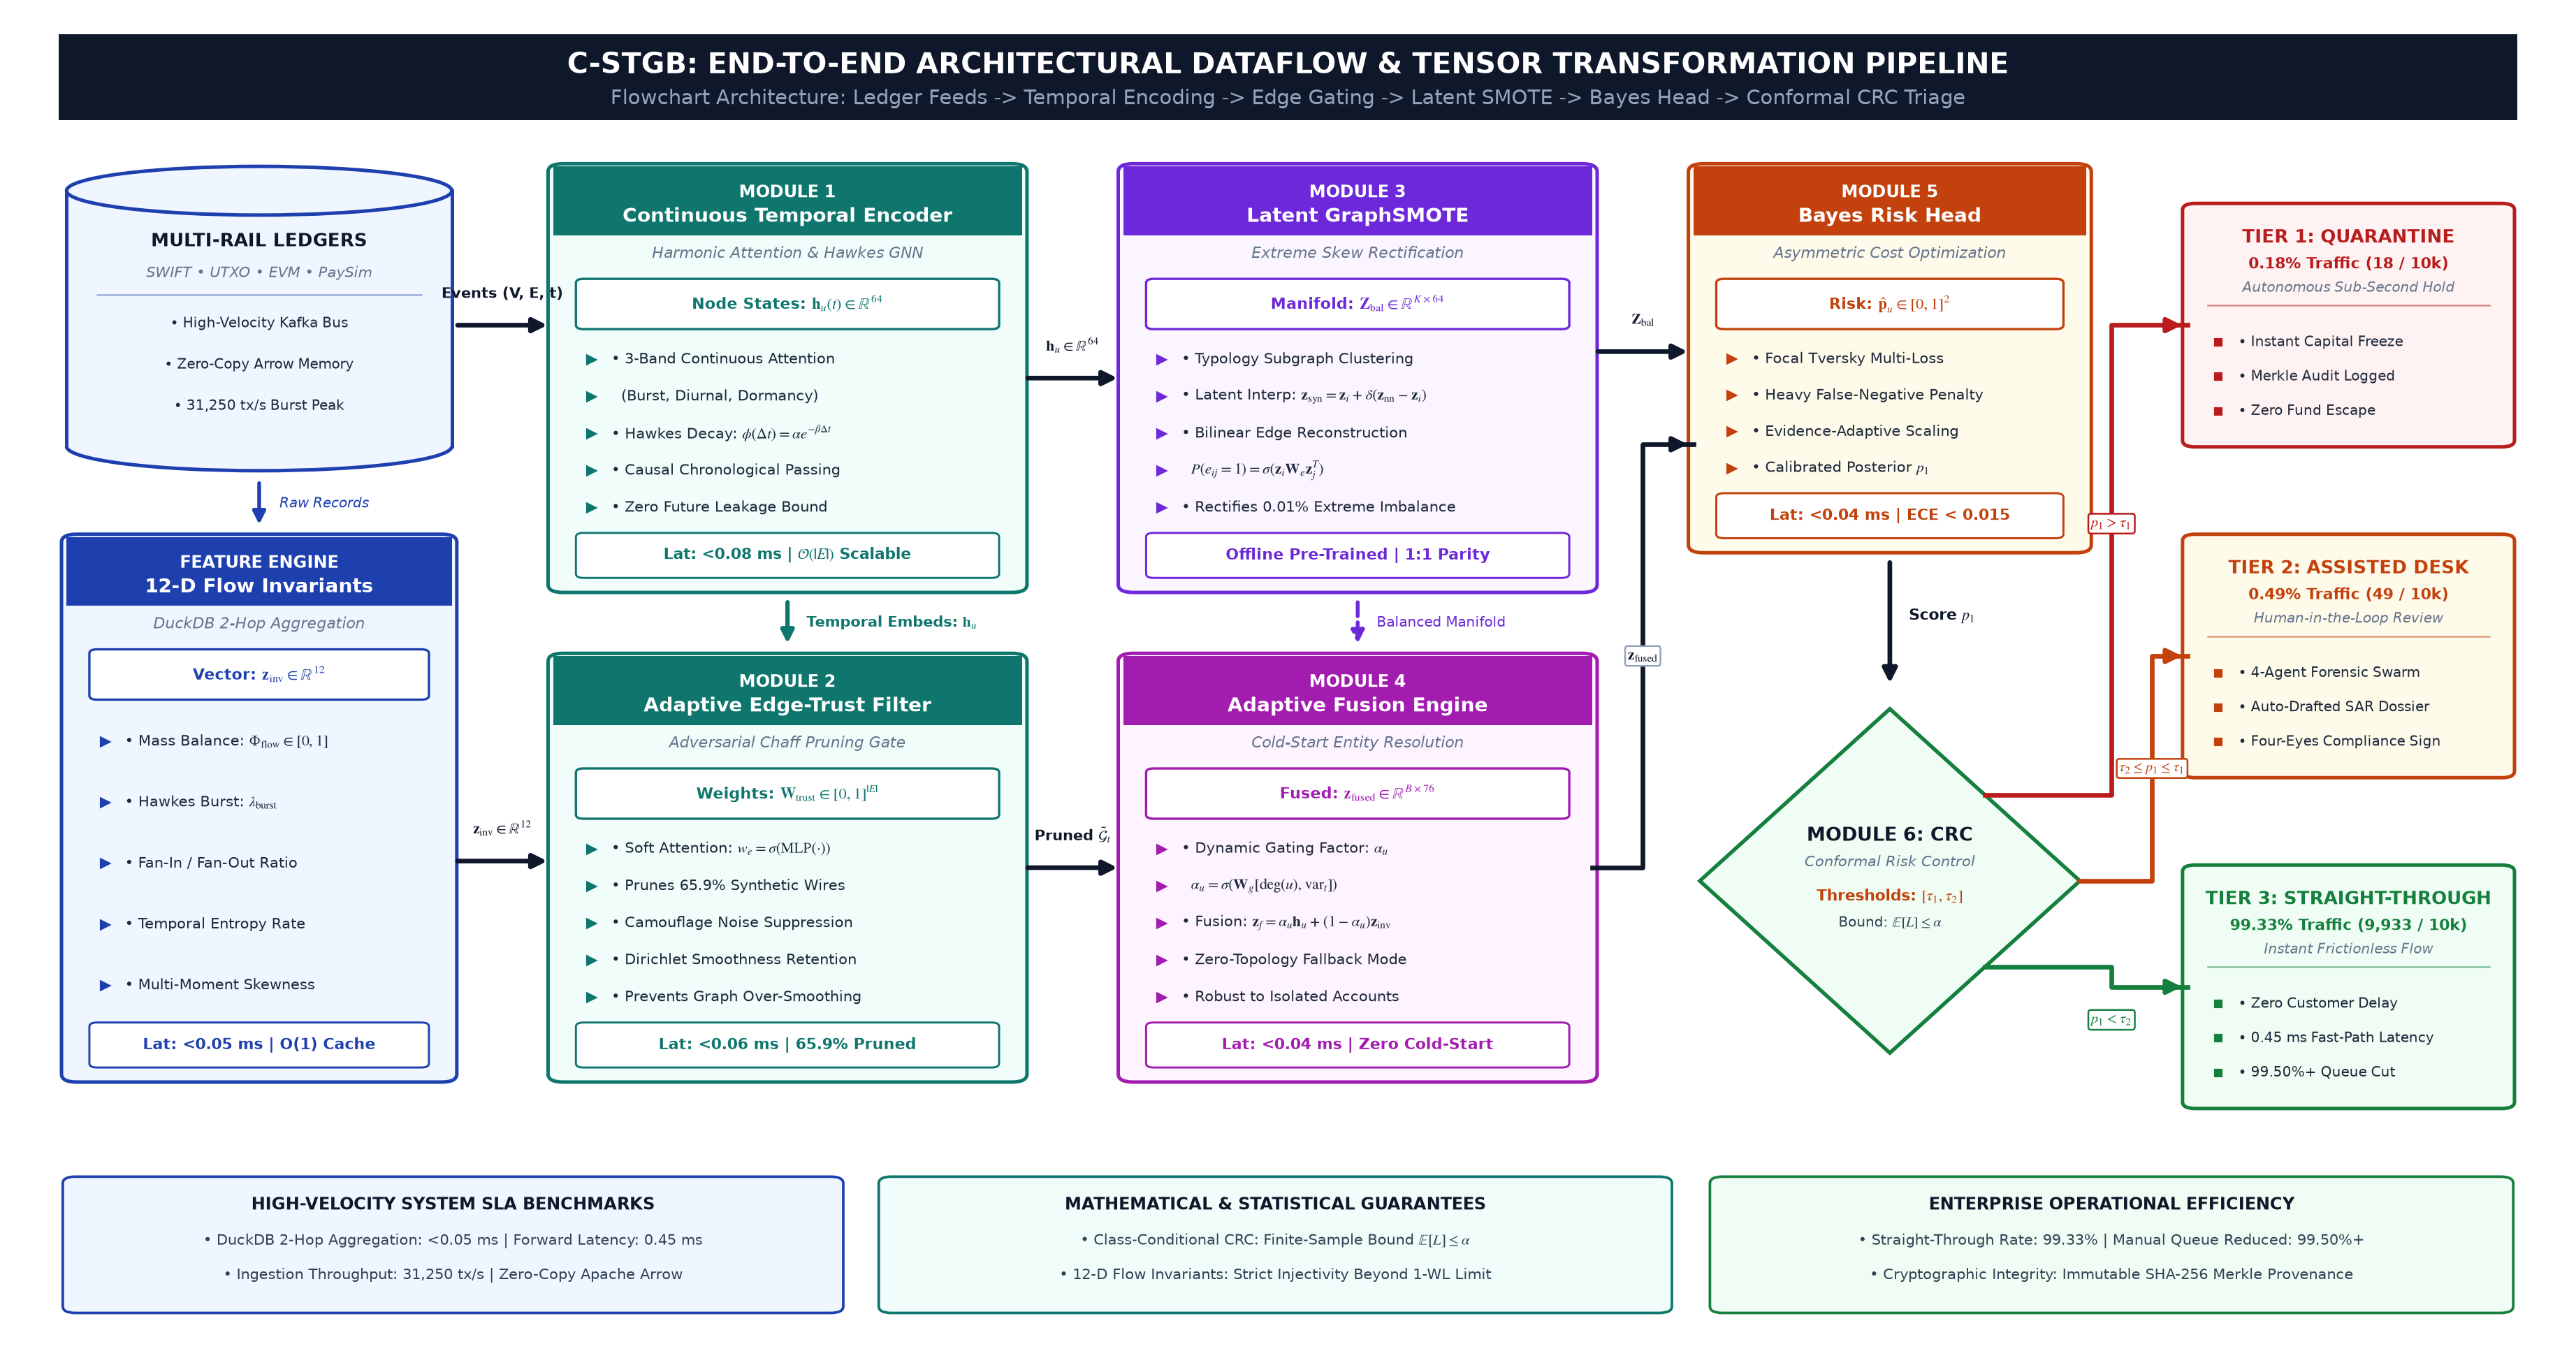 C-STGB: END-TO-END ARCHITECTURAL DATAFLOW & TENSOR TRANSFORMATION PIPELINE
Flowchart Architecture: Ledger Feeds -> Temporal Encoding -> Edge Gating -> Latent SMOTE -> Bayes Head -> Conformal CRC Triage
MULTI-RAIL LEDGERS
SWIFT • UTXO • EVM • PaySim
• High-Velocity Kafka Bus
• Zero-Copy Arrow Memory
• 31,250 tx/s Burst Peak
Events (V, E, t)
Raw Records
FEATURE ENGINE
12-D Flow Invariants
DuckDB 2-Hop Aggregation
Vector: z_inv ∈ ℝ^12
▶ • Mass Balance: Φ_flow ∈ [0, 1]
▶ • Hawkes Burst: λ_burst
▶ • Fan-In / Fan-Out Ratio
▶ • Temporal Entropy Rate
▶ • Multi-Moment Skewness
Lat: <0.05 ms | O(1) Cache
z_inv ∈ ℝ^12
MODULE 1
Continuous Temporal Encoder
Harmonic Attention & Hawkes GNN
Node States: h_u(t) ∈ ℝ^64
▶ • 3-Band Continuous Attention
▶ (Burst, Diurnal, Dormancy)
▶ • Hawkes Decay: ϕ(Δt) = αe^{−βΔt}
▶ • Causal Chronological Passing
▶ • Zero Future Leakage Bound
Lat: <0.08 ms | 𝒪(|E|) Scalable
h_u ∈ ℝ^64
Temporal Embeds: h_u
MODULE 2
Adaptive Edge-Trust Filter
Adversarial Chaff Pruning Gate
Weights: W_trust ∈ [0, 1]^|E|
▶ • Soft Attention: w_e = σ(MLP(·))
▶ • Prunes 65.9% Synthetic Wires
▶ • Camouflage Noise Suppression
▶ • Dirichlet Smoothness Retention
▶ • Prevents Graph Over-Smoothing
Lat: <0.06 ms | 65.9% Pruned
Pruned 𝒢̃_t
MODULE 3
Latent GraphSMOTE
Extreme Skew Rectification
Manifold: Z_bal ∈ ℝ^{K×64}
▶ • Typology Subgraph Clustering
▶ • Latent Interp: z_syn = z_i + δ(z_nn − z_i)
▶ • Bilinear Edge Reconstruction
▶ P(e_ij = 1) = σ(z_i W_e z_j^T)
▶ • Rectifies 0.01% Extreme Imbalance
Offline Pre-Trained | 1:1 Parity
Z_bal
Balanced Manifold
MODULE 4
Adaptive Fusion Engine
Cold-Start Entity Resolution
Fused: z_fused ∈ ℝ^{B×76}
▶ • Dynamic Gating Factor: α_u
▶ α_u = σ(W_g[deg(u), var_t])
▶ • Fusion: z_f = α_u h_u + (1 − α_u)z_inv
▶ • Zero-Topology Fallback Mode
▶ • Robust to Isolated Accounts
Lat: <0.04 ms | Zero Cold-Start
z_fused
MODULE 5
Bayes Risk Head
Asymmetric Cost Optimization
Risk: p̂_u ∈ [0, 1]^2
▶ • Focal Tversky Multi-Loss
▶ • Heavy False-Negative Penalty
▶ • Evidence-Adaptive Scaling
▶ • Calibrated Posterior p_1
Lat: <0.04 ms | ECE < 0.015
Score p_1
MODULE 6: CRC
Conformal Risk Control
Thresholds: [τ_1, τ_2]
Bound: 𝔼[L] ≤ α
p_1 > τ_1
τ_2 ≤ p_1 ≤ τ_1
p_1 < τ_2
TIER 1: QUARANTINE
0.18% Traffic (18 / 10k)
Autonomous Sub-Second Hold
■ • Instant Capital Freeze
■ • Merkle Audit Logged
■ • Zero Fund Escape
TIER 2: ASSISTED DESK
0.49% Traffic (49 / 10k)
Human-in-the-Loop Review
■ • 4-Agent Forensic Swarm
■ • Auto-Drafted SAR Dossier
■ • Four-Eyes Compliance Sign
TIER 3: STRAIGHT-THROUGH
99.33% Traffic (9,933 / 10k)
Instant Frictionless Flow
■ • Zero Customer Delay
■ • 0.45 ms Fast-Path Latency
■ • 99.50%+ Queue Cut
HIGH-VELOCITY SYSTEM SLA BENCHMARKS
• DuckDB 2-Hop Aggregation: <0.05 ms | Forward Latency: 0.45 ms
• Ingestion Throughput: 31,250 tx/s | Zero-Copy Apache Arrow
MATHEMATICAL & STATISTICAL GUARANTEES
• Class-Conditional CRC: Finite-Sample Bound 𝔼[L] ≤ α
• 12-D Flow Invariants: Strict Injectivity Beyond 1-WL Limit
ENTERPRISE OPERATIONAL EFFICIENCY
• Straight-Through Rate: 99.33% | Manual Queue Reduced: 99.50%+
• Cryptographic Integrity: Immutable SHA-256 Merkle Provenance